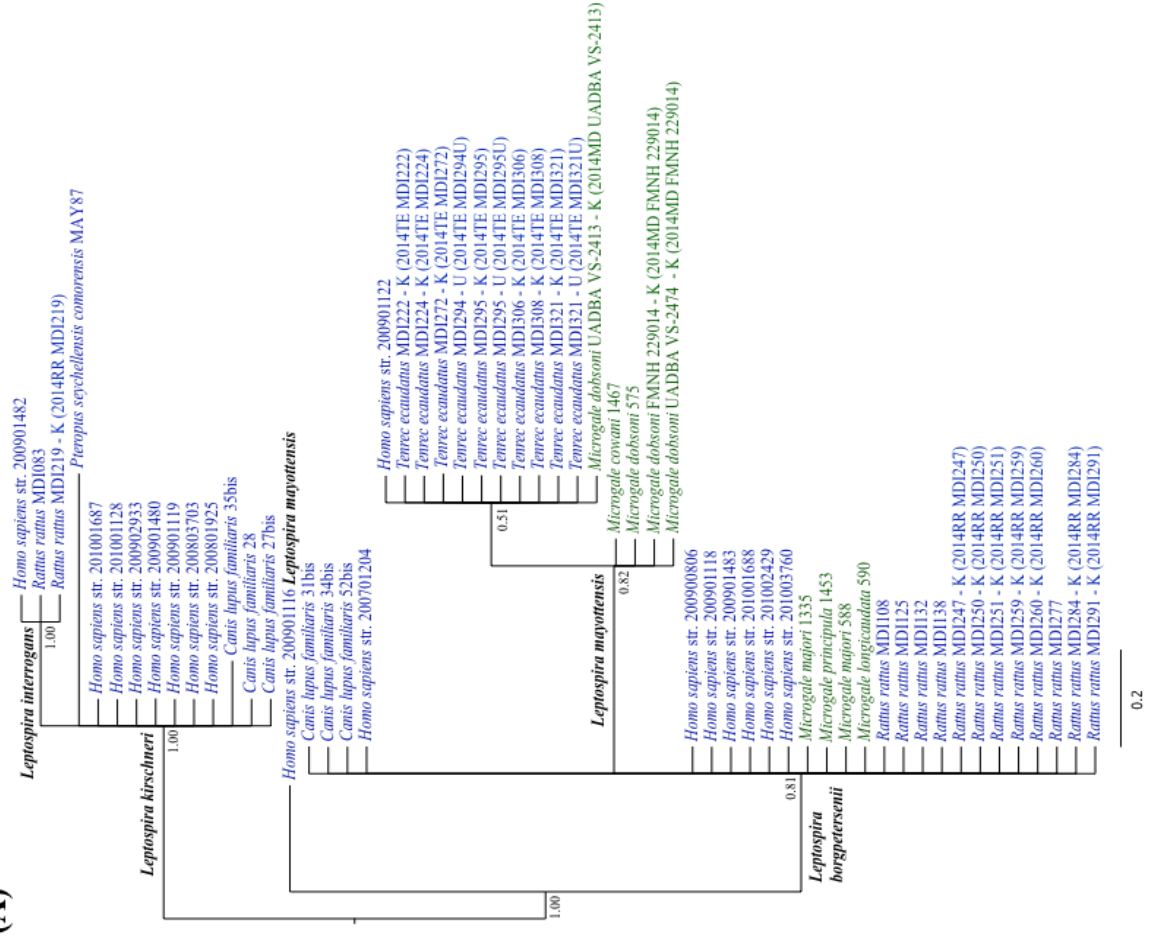 (A)
Leptospira interrogans
1.00
Homo sapiens str. 200901482
Rattus rattus MDI083
Rattus rattus MDI219 - K (2014RR MDI219)
Pteropus seychellensis comorensis MAY87
Leptospira kirschneri
1.00
Homo sapiens str. 201001687
Homo sapiens str. 201001128
Homo sapiens str. 200902933
Homo sapiens str. 200901480
Homo sapiens str. 200901119
Homo sapiens str. 200803703
Homo sapiens str. 200801925
Canis lupus familiaris 35bis
Canis lupus familiaris 28
Canis lupus familiaris 27bis
Homo sapiens str. 200901116 Leptospira mayottensis
Canis lupus familiaris 31bis
Canis lupus familiaris 34bis
Canis lupus familiaris 52bis
Homo sapiens str. 200701204
Homo sapiens str. 200901122
Tenrec ecaudatus MDI222 - K (2014TE MDI222)
Tenrec ecaudatus MDI224 - K (2014TE MDI224)
Tenrec ecaudatus MDI272 - K (2014TE MDI272)
Tenrec ecaudatus MDI294 - U (2014TE MDI294U)
Tenrec ecaudatus MDI295 - K (2014TE MDI295)
Tenrec ecaudatus MDI295 - U (2014TE MDI295U)
Tenrec ecaudatus MDI306 - K (2014TE MDI306)
Tenrec ecaudatus MDI308 - K (2014TE MDI308)
Tenrec ecaudatus MDI321 - K (2014TE MDI321)
Tenrec ecaudatus MDI321 - U (2014TE MDI321U)
0.51
Microgale dobsoni UADBA VS-2413 - K (2014MD UADBA VS-2413)
Leptospira mayottensis
0.82
Microgale cowani 1467
Microgale dobsoni 575
Microgale dobsoni FMNH 229014 - K (2014MD FMNH 229014)
Microgale dobsoni UADBA VS-2474 - K (2014MD FMNH 229014)
Homo sapiens str. 200900806
Homo sapiens str. 200901118
Homo sapiens str. 200901483
Homo sapiens str. 201001688
Homo sapiens str. 201002429
Homo sapiens str. 201003760
0.81
1.00
Leptospira
borgpetersenii
Microgale majori 1335
Microgale principula 1453
Microgale majori 588
Microgale longicaudata 590
Rattus rattus MDI108
Rattus rattus MDI125
Rattus rattus MDI132
Rattus rattus MDI138
Rattus rattus MDI247 - K (2014RR MDI247)
Rattus rattus MDI250 - K (2014RR MDI250)
Rattus rattus MDI251 - K (2014RR MDI251)
Rattus rattus MDI259 - K (2014RR MDI259)
Rattus rattus MDI260 - K (2014RR MDI260)
Rattus rattus MDI277
Rattus rattus MDI284 - K (2014RR MDI284)
Rattus rattus MDI291 - K (2014RR MDI291)
0.2